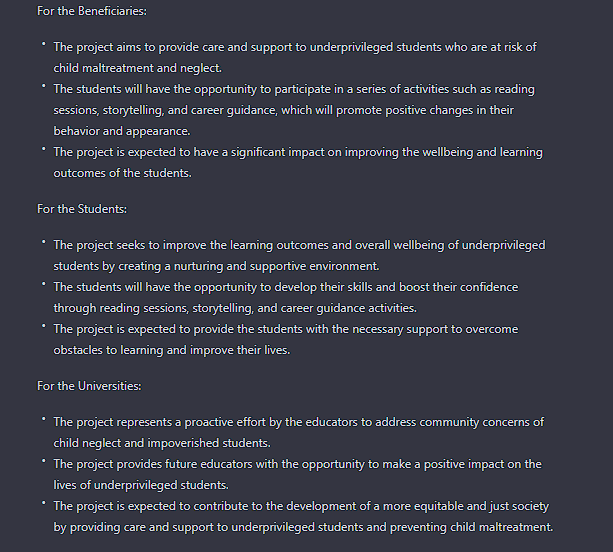 For the Beneficiaries:
• The project aims to provide care and support to underprivileged students who are at risk of
child maltreatment and neglect.
• The students will have the opportunity to participate in a series of activities such as reading
sessions, storytelling, and career guidance, which will promote positive changes in their
behavior and appearance.
• The project is expected to have a significant impact on improving the wellbeing and learning
outcomes of the students.
For the Students:
• The project seeks to improve the learning outcomes and overall wellbeing of underprivileged
students by creating a nurturing and supportive environment.
• The students will have the opportunity to develop their skills and boost their confidence
through reading sessions, storytelling, and career guidance activities.
• The project is expected to provide the students with the necessary support to overcome
obstacles to learning and improve their lives.
For the Universities:
• The project represents a proactive effort by the educators to address community concerns of
child neglect and impoverished students.
• The project provides future educators with the opportunity to make a positive impact on the
lives of underprivileged students.
• The project is expected to contribute to the development of a more equitable and just society
by providing care and support to underprivileged students and preventing child maltreatment.